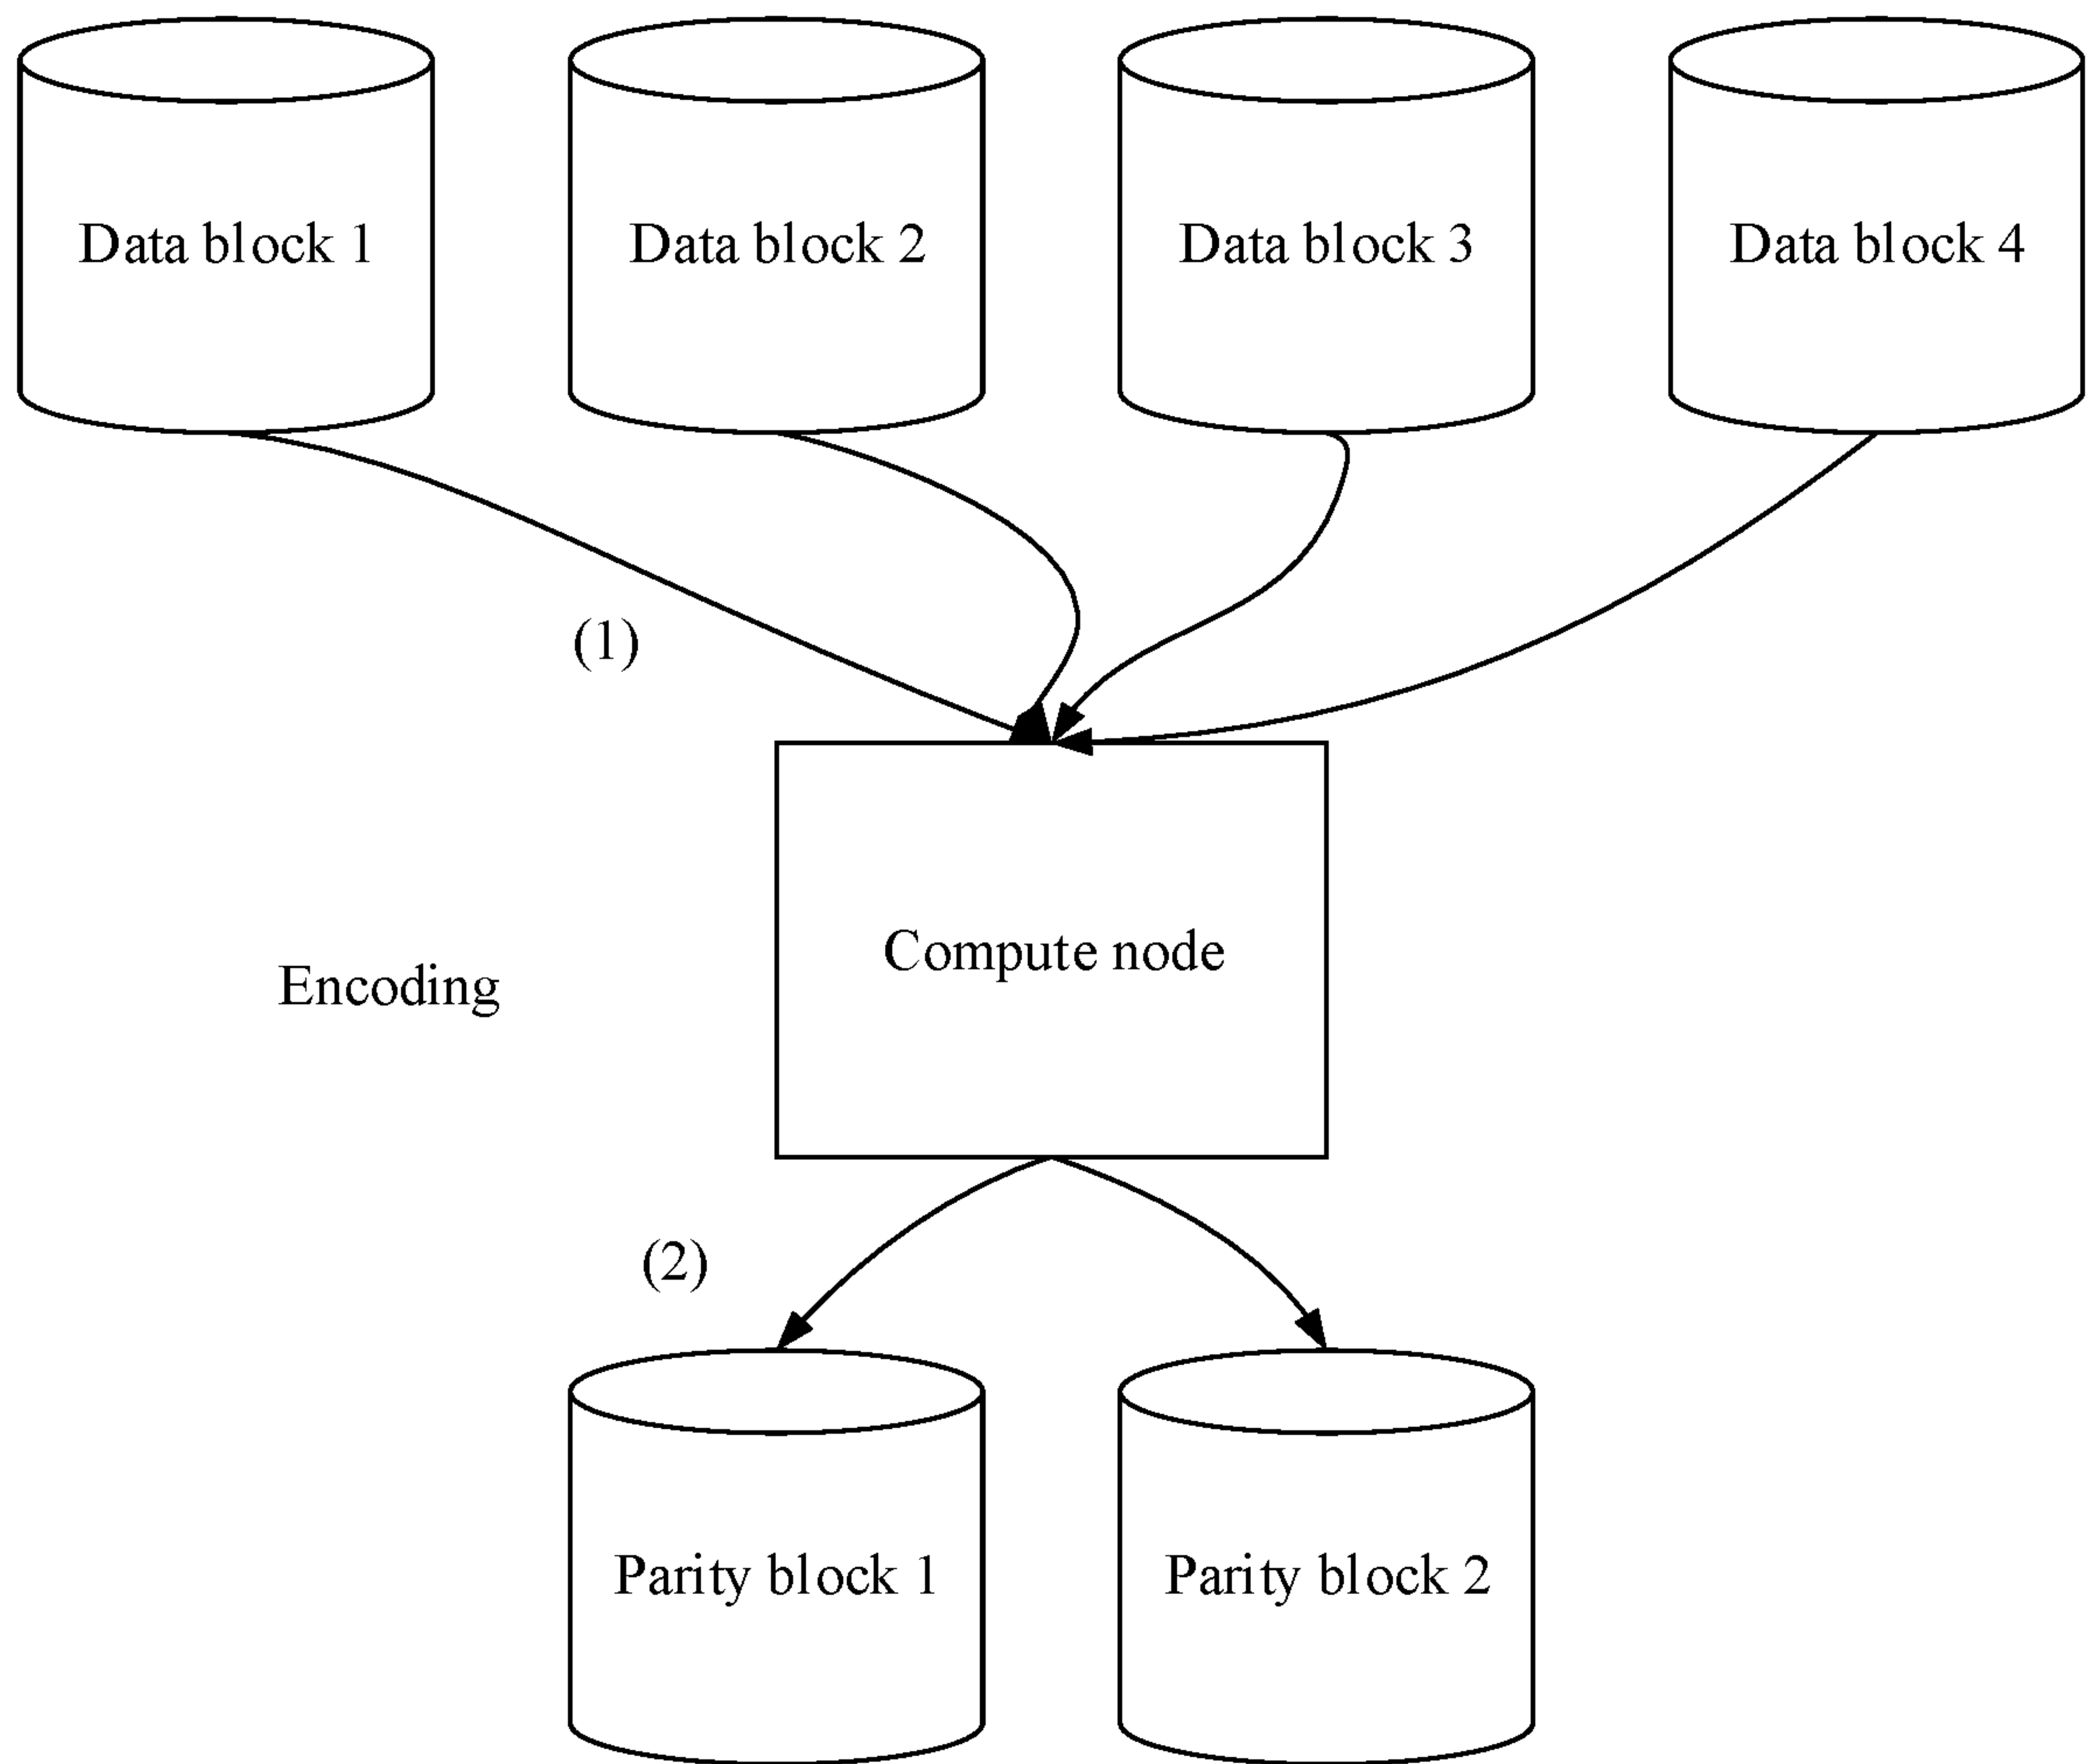 Data block 1
Data block 2
Data block 3
Data block 4
(1)
Compute node
Encoding
(2)
Parity block 1
Parity block 2